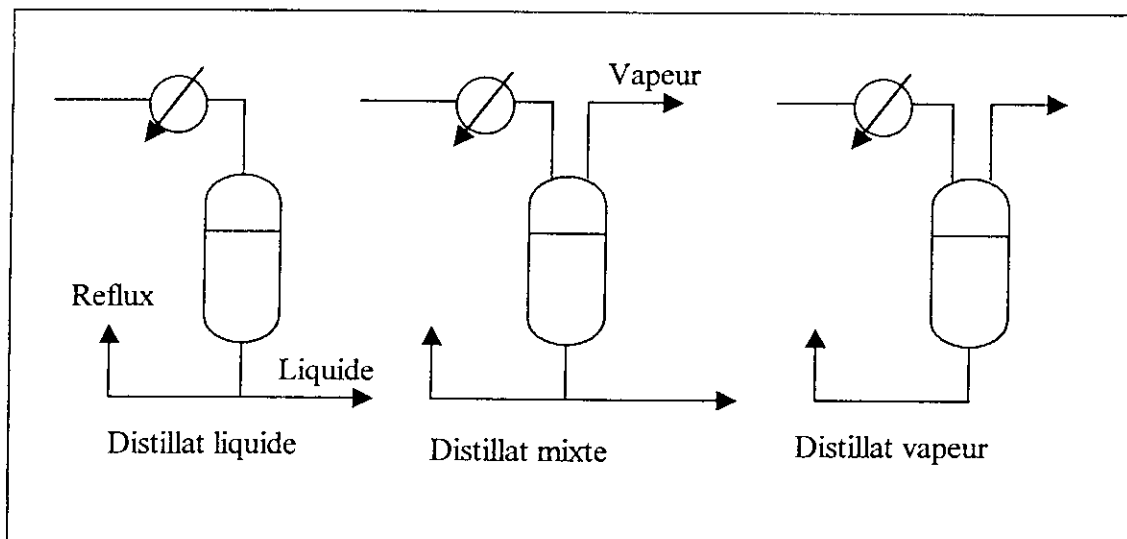 Vapeur
Reflux
Liquide
Distillat liquide
Distillat mixte
Distillat vapeur